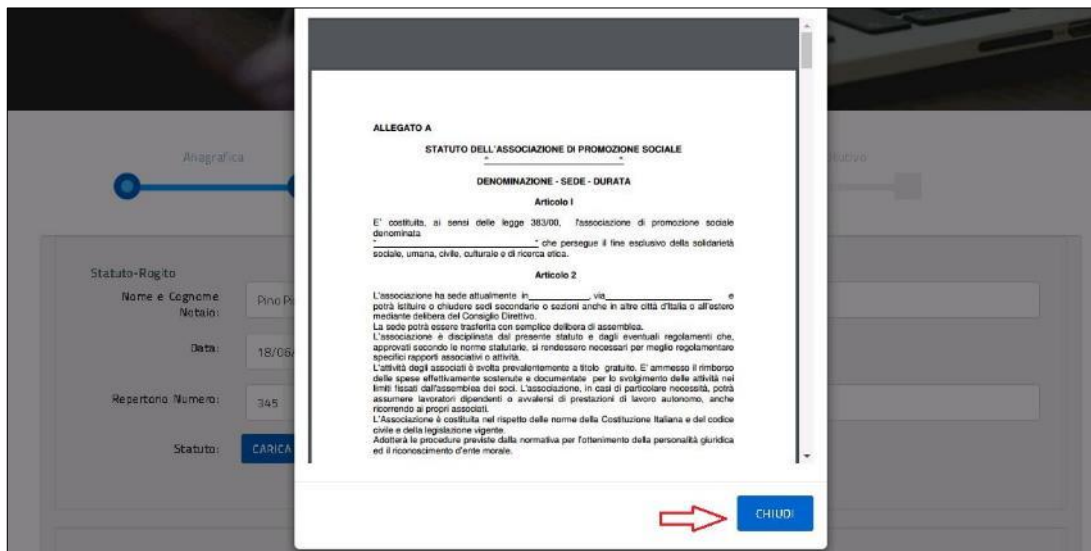 ALLEGATO A
STATUTO DELL'ASSOCIAZIONE DI PROMOZIONE SOCIALE
"____________________"
DENOMINAZIONE - SEDE - DURATA
Articolo I
E' costituita, ai sensi delle legge 383/00, l'associazione di promozione sociale
denominata
"________________________" che persegue il fine esclusivo della solidarietà
sociale, umana, civile, culturale e di ricerca etica.
Articolo 2
L'associazione ha sede attualmente in______________, via________________ e
potrà istituire o chiudere sedi secondarie o sezioni anche in altre città d'Italia o all'estero
mediante delibera del Consiglio Direttivo.
La sede potrà essere trasferita con semplice delibera di assemblea.
L'associazione è disciplinata dal presente statuto e dagli eventuali regolamenti che,
approvati secondo le norme statutarie, si rendessero necessari per meglio regolamentare
specifici rapporti associativi o attività.
L'attività degli associati è svolta prevalentemente a titolo gratuito. E' ammesso il rimborso
delle spese effettivamente sostenute e documentate per lo svolgimento delle attività nei
limiti fissati dall'assemblea dei soci. L'associazione, in casi di particolare necessità, potrà
assumere lavoratori dipendenti o avvalersi di prestazioni di lavoro autonomo, anche
ricorrendo ai propri associati.
L'Associazione è costituita nel rispetto delle norme della Costituzione Italiana e del codice
civile e della legislazione vigente.
Adotterà le procedure previste dalla normativa per l'ottenimento della personalità giuridica
ed il riconoscimento d'ente morale.
CHIUDI
Anagrafica
Statuto-Rogito
Nome e Cognome
Notaio:
Pino
Data:
18/06/
Repertorio Numero:
345
Statuto:
CARICA